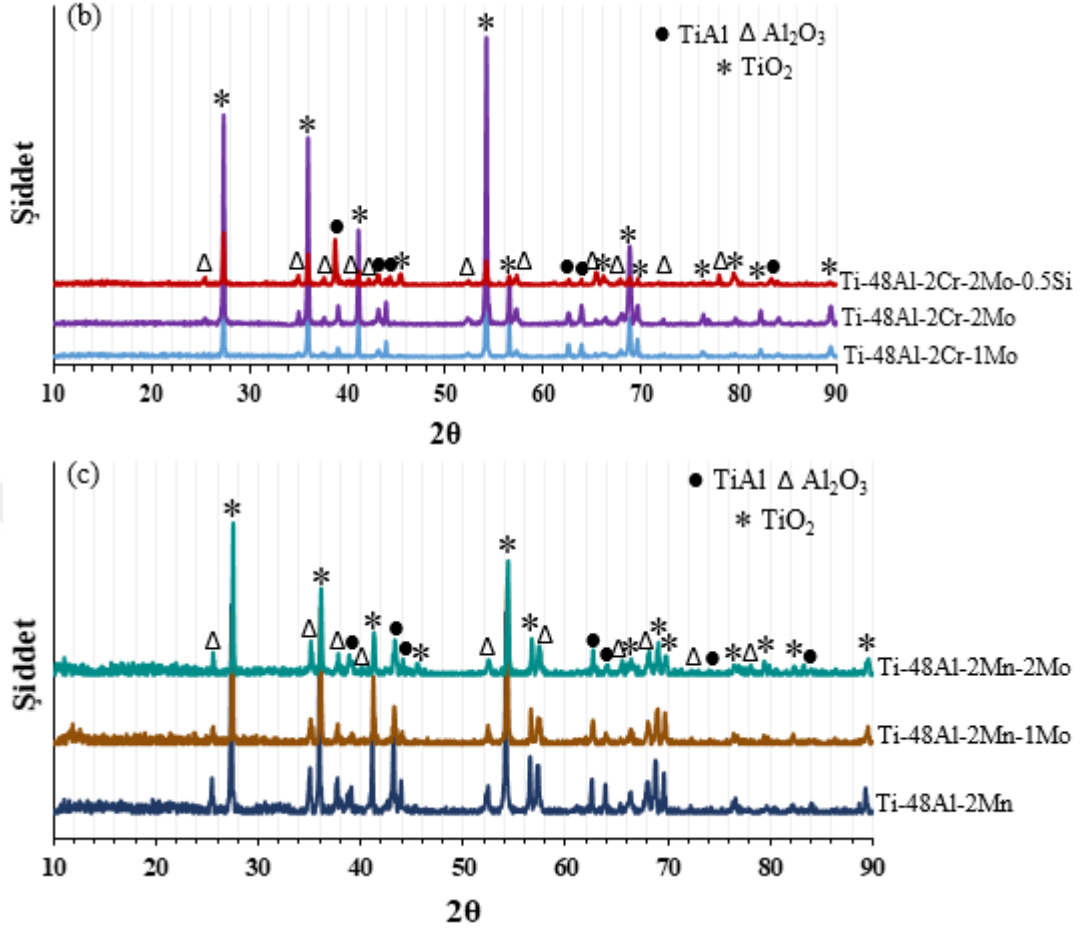 (b)
● TiAl Δ Al₂O₃
* TiO₂
Şiddet
* * * * * Δ Δ Δ ● Δ Δ ● ● * Δ * Δ ● ● Δ * Δ * * Δ * Δ * * ● *
Ti-48Al-2Cr-2Mo-0.5Si
Ti-48Al-2Cr-2Mo
Ti-48Al-2Cr-1Mo
10 20 30 40 50 60 70 80 90
2θ
(c)
● TiAl Δ Al₂O₃
* TiO₂
Şiddet
Ti-48Al-2Mn-2Mo
Ti-48Al-2Mn-1Mo
Ti-48Al-2Mn
10 20 30 40 50 60 70 80 90
2θ